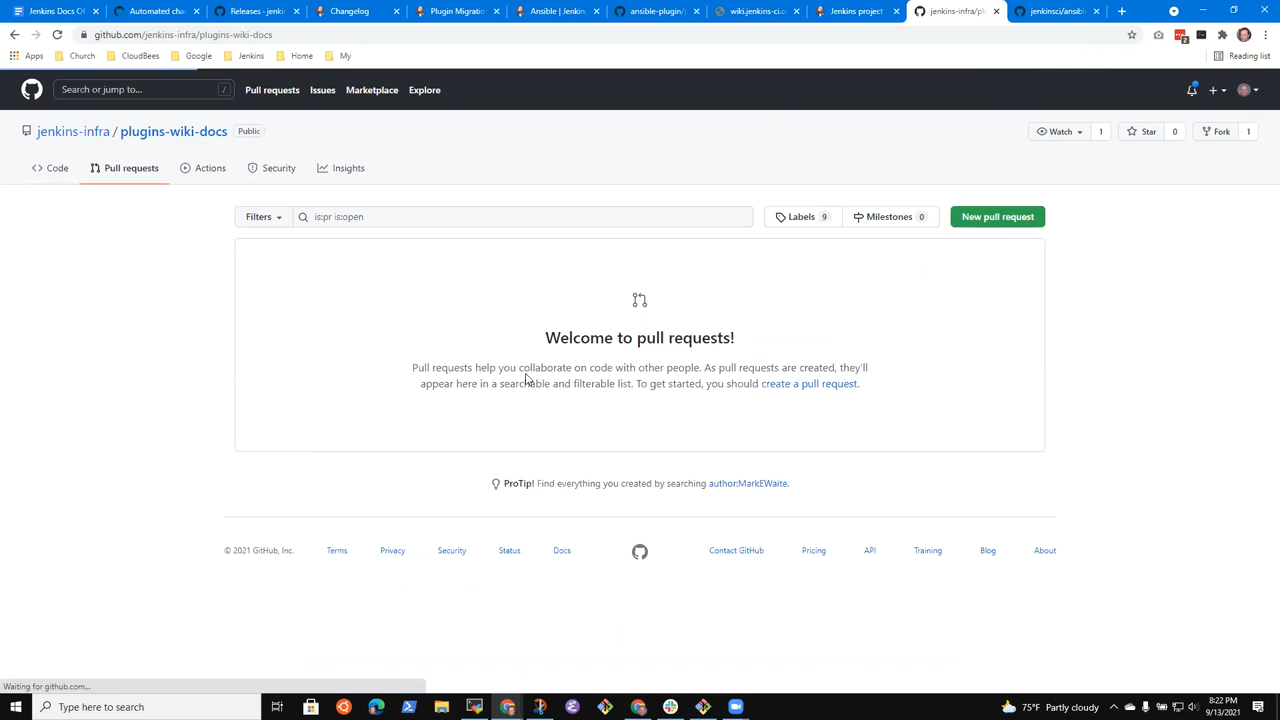 Jenkins Docs Of
Automated cha
Releases - jenkin
Changelog
Plugin Migratio
Ansible | Jenkin
ansible-plugin/
wiki.jenkins-ci.o
Jenkins project
jenkins-infra/plu
jenkinsci/ansibl
github.com/jenkins-infra/plugins-wiki-docs
2
Apps
Church
CloudBees
Google
Jenkins
Home
My
Reading list
Search or jump to...
/
Pull requests
Issues
Marketplace
Explore
jenkins-infra / plugins-wiki-docs
Public
Watch
1
Star
0
Fork
1
Code
Pull requests
Actions
Security
Insights
Filters
is:pr is:open
Labels 9
Milestones 0
New pull request
Welcome to pull requests!
Pull requests help you collaborate on code with other people. As pull requests are created, they'll
appear here in a searchable and filterable list. To get started, you should create a pull request.
ProTip! Find everything you created by searching author:MarkEWaite.
© 2021 GitHub, Inc.
Terms
Privacy
Security
Status
Docs
Contact GitHub
Pricing
API
Training
Blog
About
Waiting for github.com...
Type here to search
75°F Partly cloudy
8:22 PM
9/13/2021